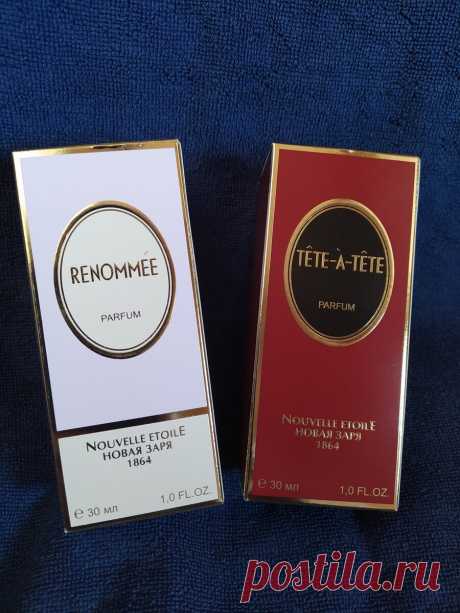 RENOMMÉE
PARFUM
NOUVELLE ETOILE
НОВАЯ ЗАРЯ
1864
℮ 30 мл 1,0 FL.OZ.
TÊTE-À-TÊTE
PARFUM
NOUVELLE ETOILE
НОВАЯ ЗАРЯ
1864
℮ 30 мл 1,0 FL.OZ.
postila.ru